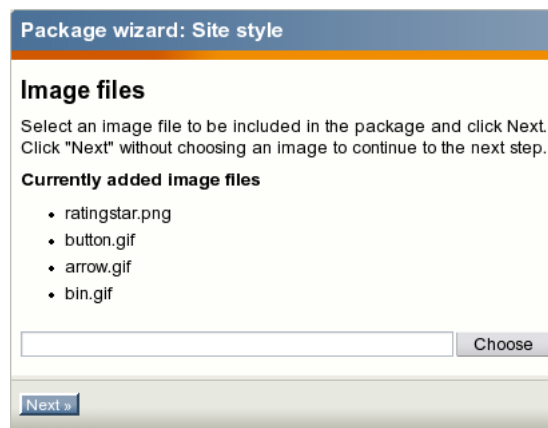 Package wizard: Site style
Image files
Select an image file to be included in the package and click Next.
Click "Next" without choosing an image to continue to the next step.
Currently added image files
• ratingstar.png
• button.gif
• arrow.gif
• bin.gif
Choose
Next »